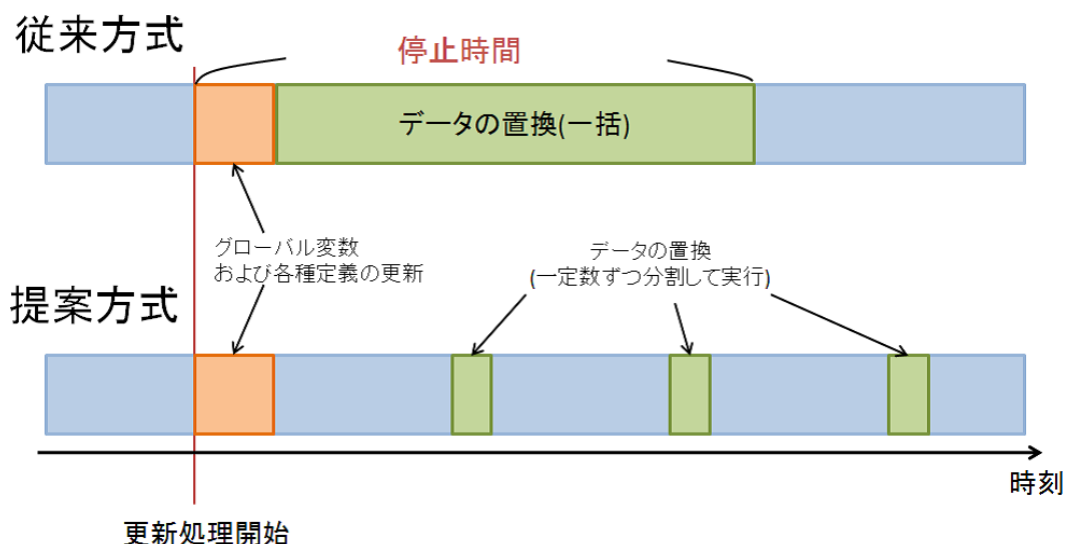 従来方式
停止時間
データの置換(一括)
グローバル変数
および各種定義の更新
データの置換
(一定数ずつ分割して実行)
提案方式
時刻
更新処理開始